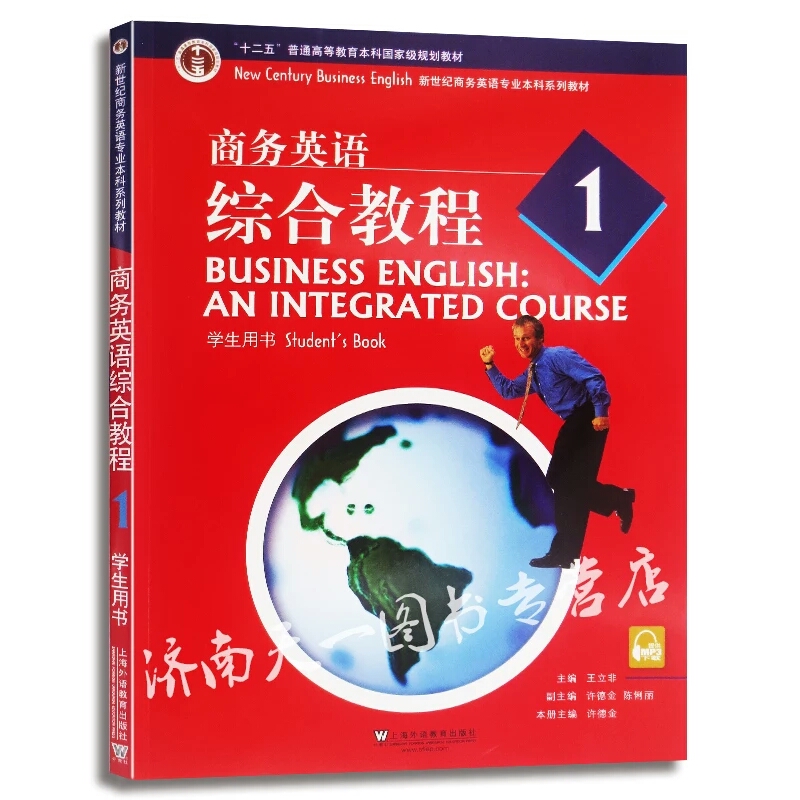 "十二五"普通高等教育本科国家级规划教材
New Century Business English 新世纪商务英语专业本科系列教材
商务英语
综合教程
1
BUSINESS ENGLISH:
AN INTEGRATED COURSE
学生用书 Student's Book
济南天一图书专营店
MP3
主编 王立非
副主编 许德金 陈俐丽
本册主编 许德金
W 上海外语教育出版社
新世纪商务英语专业本科系列教材
商务英语综合教程
1
学生用书
上海外语教育出版社